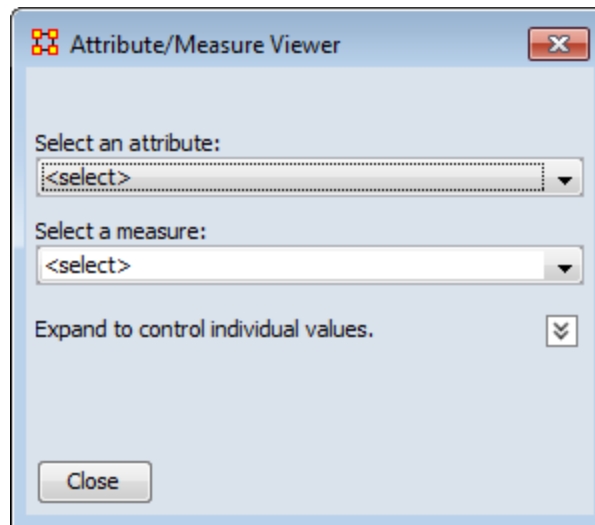 Attribute/Measure Viewer
Select an attribute:
<select>
Select a measure:
<select>
Expand to control individual values.
Close